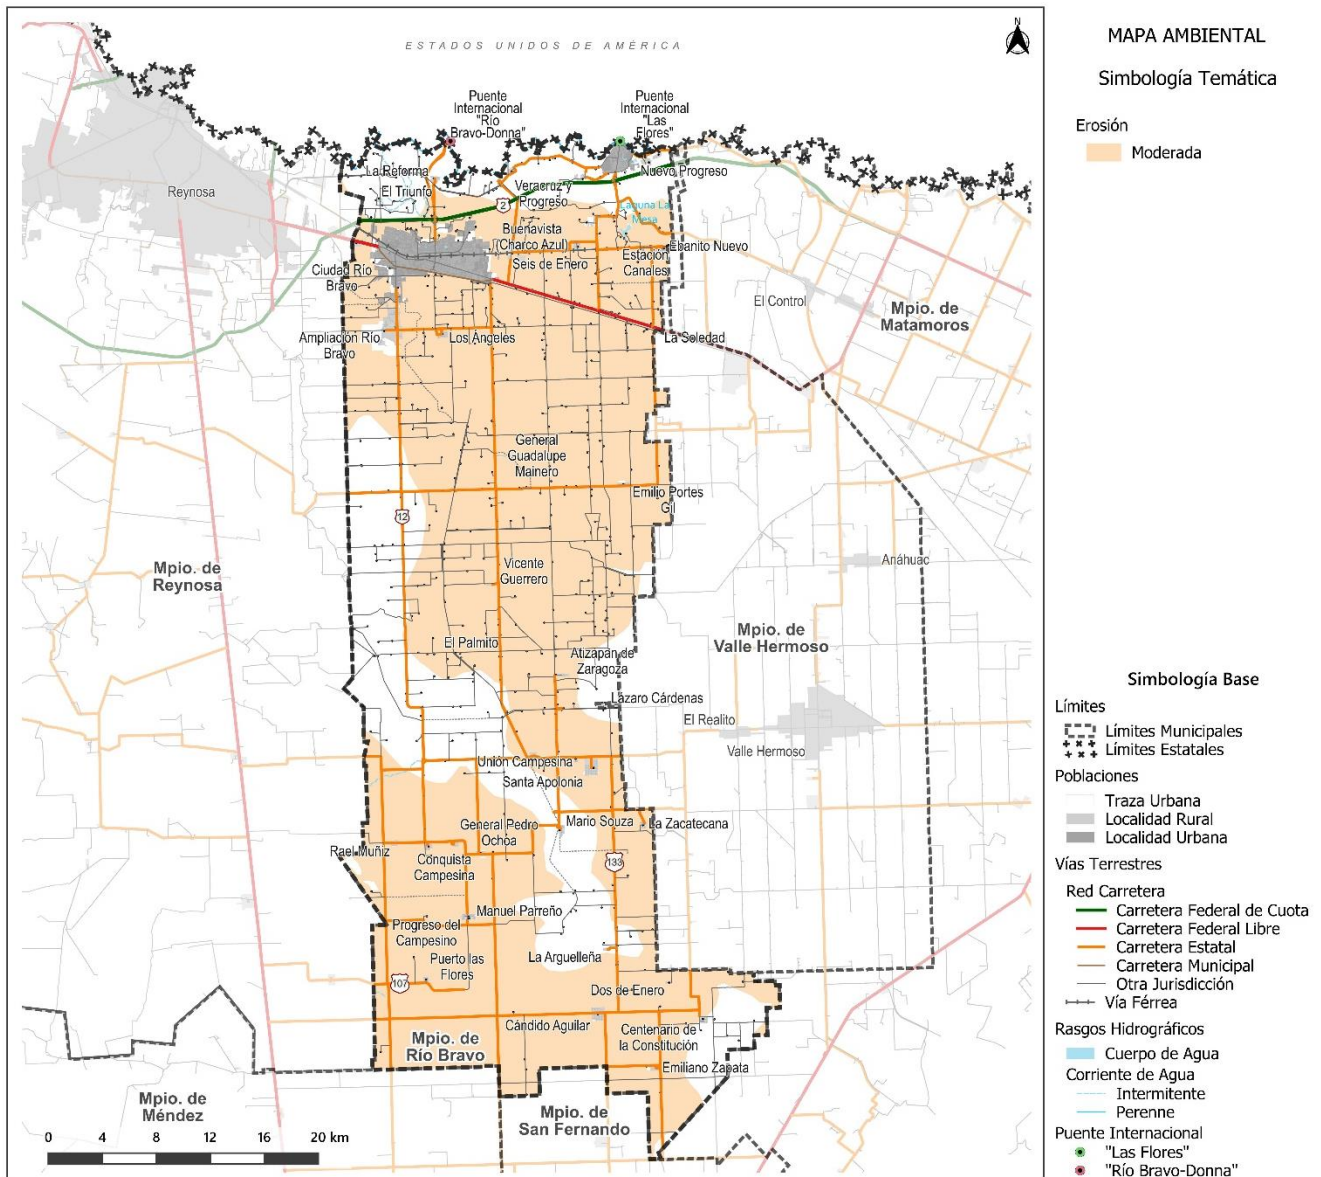 ESTADOS UNIDOS DE AMÉRICA
N
Puente
Internacional
"Río
Bravo-Donna"
Puente
Internacional
"Las
Flores"
La Reforma
El Triunfo
Reynosa
Nuevo Progreso
Veracruz y
Progreso
2
Laguna La
Mesa
Buenavista
(Charco Azul)
Ebanito Nuevo
Seis de Enero
Estación
Canales
Ciudad Río
Bravo
El Control
Mpio. de
Matamoros
Ampliación Río
Bravo
Los Angeles
La Soledad
General
Guadalupe
Mainero
Emilio Portes
Gil
12
Anáhuac
Vicente
Guerrero
Mpio. de
Reynosa
Mpio. de
Valle Hermoso
El Palmito
Atizapán de
Zaragoza
Lázaro Cárdenas
El Realito
Valle Hermoso
Unión Campesina
Santa Apolonia
General Pedro
Ochoa
Mario Souza
La Zacatecana
Rael Muñiz
Conquista
Campesina
133
Manuel Parreño
Progreso del
Campesino
Puerto las
Flores
La Arguelleña
107
Dos de Enero
Cándido Aguilar
Centenario de
la Constitución
Mpio. de
Río Bravo
Emiliano Zapata
Mpio. de
Méndez
Mpio. de
San Fernando
0 4 8 12 16 20 km
MAPA AMBIENTAL
Simbología Temática
Erosión
Moderada
Simbología Base
Límites
Límites Municipales
Límites Estatales
Poblaciones
Traza Urbana
Localidad Rural
Localidad Urbana
Vías Terrestres
Red Carretera
Carretera Federal de Cuota
Carretera Federal Libre
Carretera Estatal
Carretera Municipal
Otra Jurisdicción
Vía Férrea
Rasgos Hidrográficos
Cuerpo de Agua
Corriente de Agua
Intermitente
Perenne
Puente Internacional
"Las Flores"
"Río Bravo-Donna"